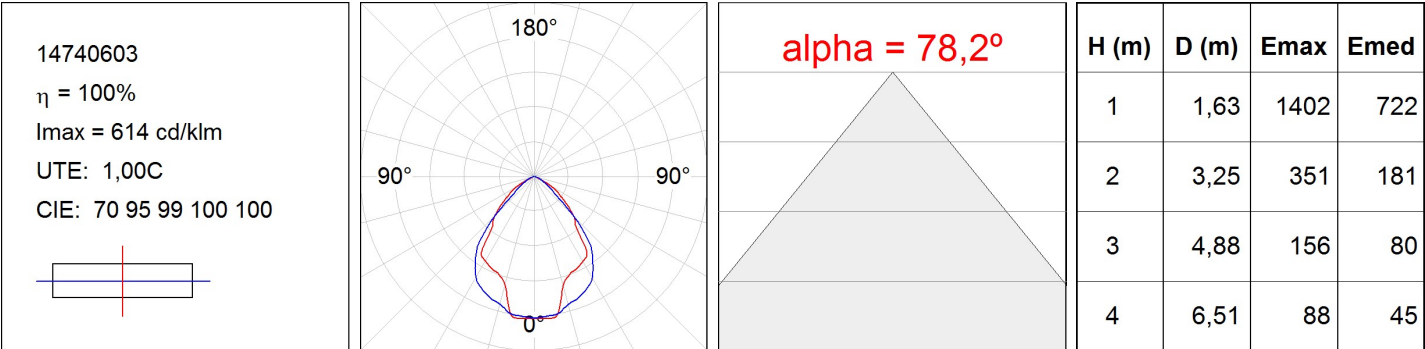 14740603
η = 100%
Imax = 614 cd/klm
UTE: 1,00C
CIE: 70 95 99 100 100
180°
90° 90°
0°
alpha = 78,2º
H (m) D (m) Emax Emed
1 1,63 1402 722
2 3,25 351 181
3 4,88 156 80
4 6,51 88 45